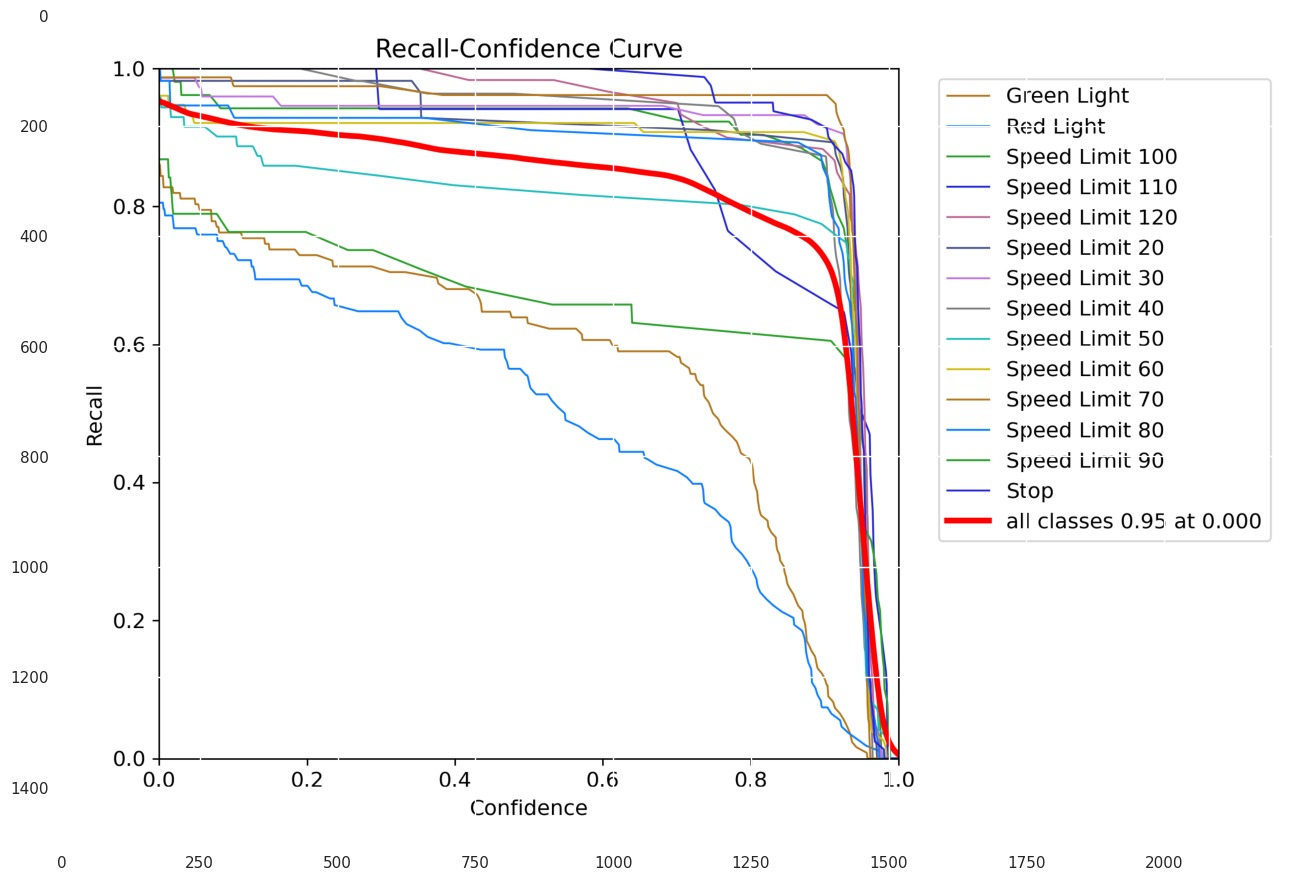 Recall-Confidence Curve
0
200
400
600
800
1000
1200
1400
1.0
0.8
0.6
0.4
0.2
0.0
Recall
0.0 0.2 0.4 0.6 0.8 1.0
Confidence
0 250 500 750 1000 1250 1500 1750 2000
Green Light
Red Light
Speed Limit 100
Speed Limit 110
Speed Limit 120
Speed Limit 20
Speed Limit 30
Speed Limit 40
Speed Limit 50
Speed Limit 60
Speed Limit 70
Speed Limit 80
Speed Limit 90
Stop
all classes 0.95 at 0.000